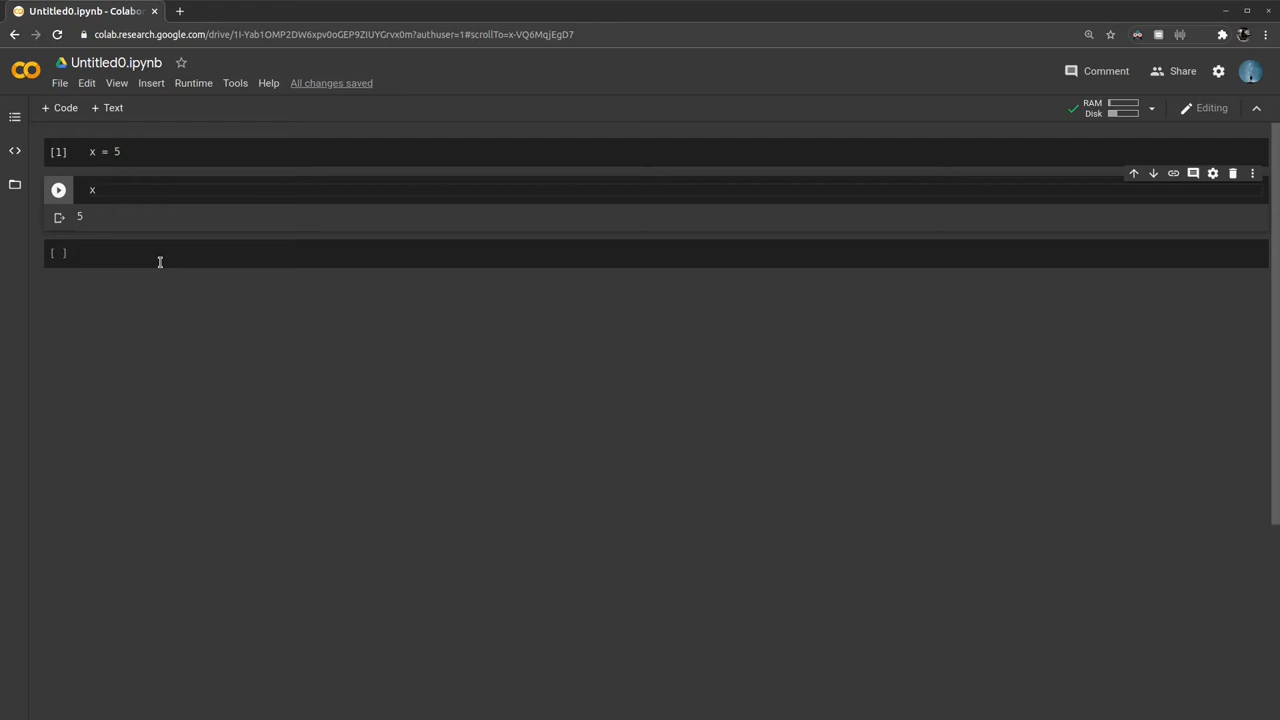 Untitled0.ipynb - Colabor
colab.research.google.com/drive/1I-Yab1OMP2DW6xpv0oGEP9ZIUYGrvx0m?authuser=1#scrollTo=x-VQ6MqjEgD7
Untitled0.ipynb
Comment
Share
File Edit View Insert Runtime Tools Help All changes saved
+ Code + Text
RAM
Disk
Editing
[1] x = 5
x
5
[ ]